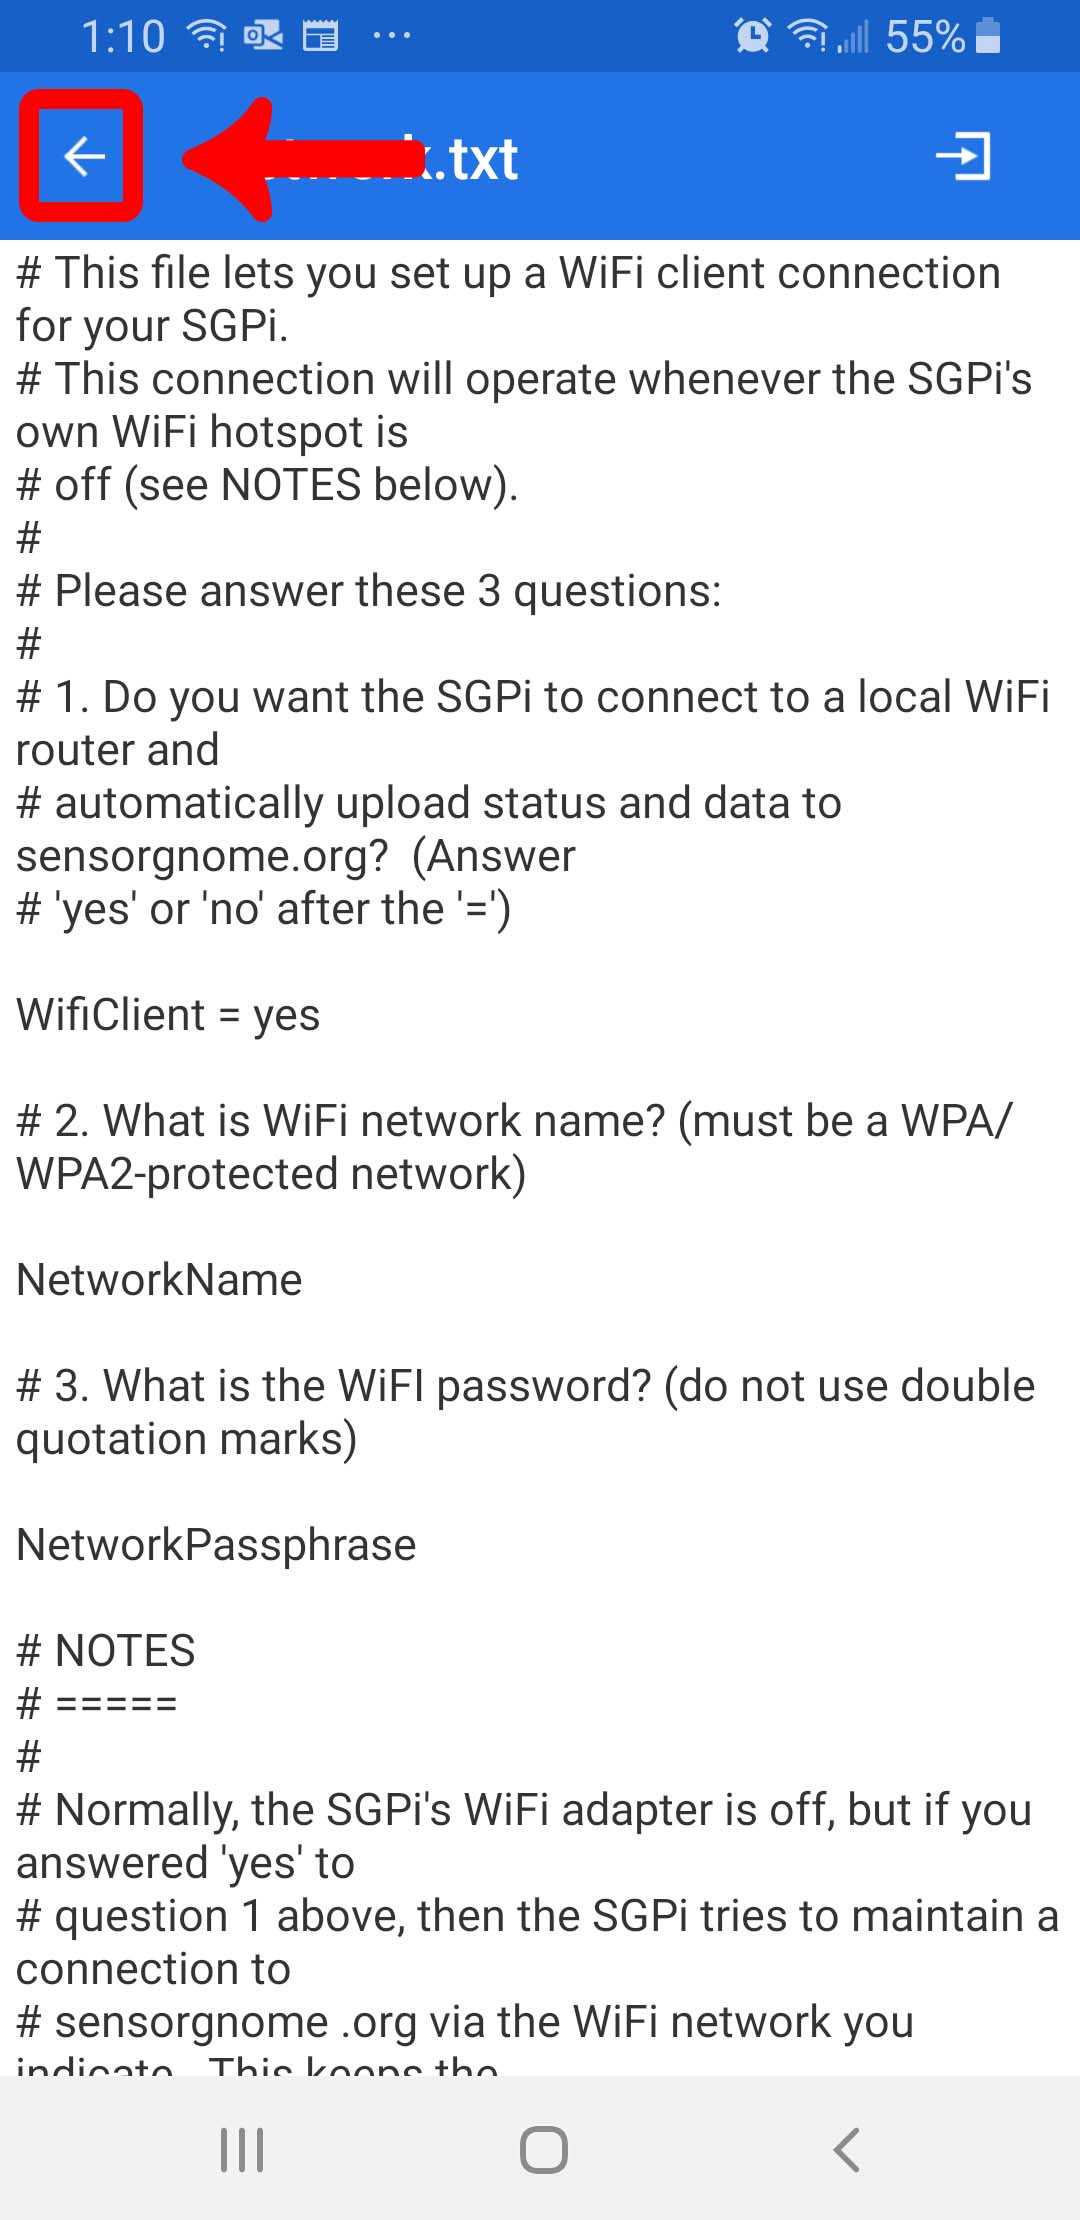 1:10 55%
.txt
# This file lets you set up a WiFi client connection
for your SGPi.
# This connection will operate whenever the SGPi's
own WiFi hotspot is
# off (see NOTES below).
#
# Please answer these 3 questions:
#
# 1. Do you want the SGPi to connect to a local WiFi
router and
# automatically upload status and data to
sensorgnome.org?  (Answer
# 'yes' or 'no' after the '=')
WifiClient = yes
# 2. What is WiFi network name? (must be a WPA/
WPA2-protected network)
NetworkName
# 3. What is the WiFI password? (do not use double
quotation marks)
NetworkPassphrase
# NOTES
# =====
#
# Normally, the SGPi's WiFi adapter is off, but if you
answered 'yes' to
# question 1 above, then the SGPi tries to maintain a
connection to
# sensorgnome .org via the WiFi network you
indicate.  This keeps the